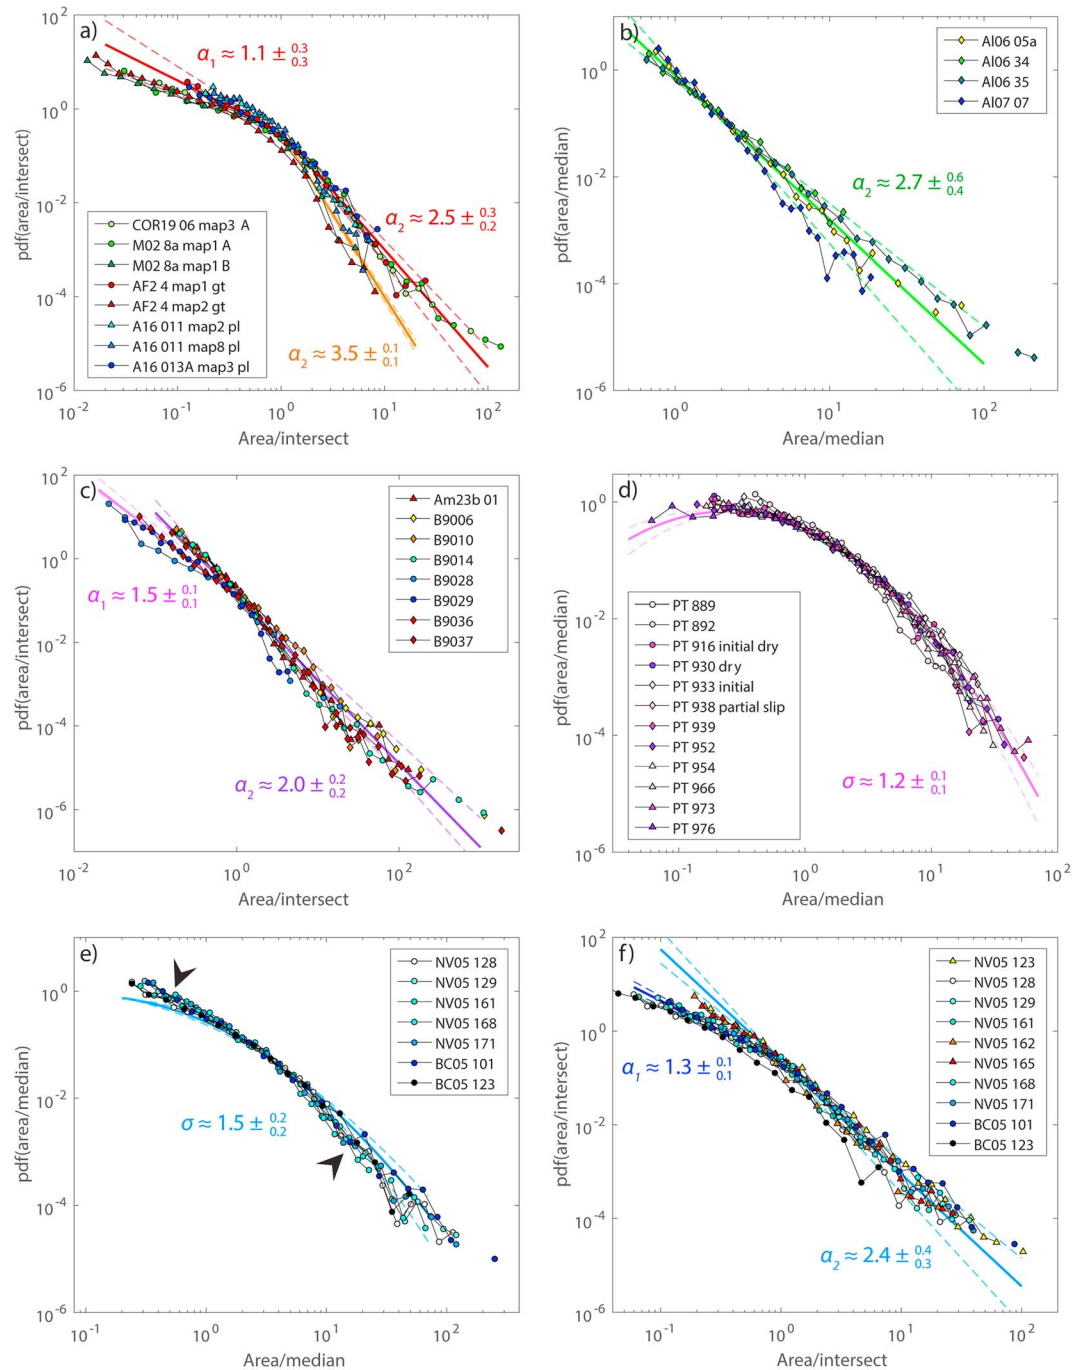 a)
pdf(area/intersect)
10^2
10^0
10^-2
10^-4
10^-6
α1 ≈ 1.1 ± 0.3 0.3
α2 ≈ 2.5 ± 0.3 0.2
α2 ≈ 3.5 ± 0.1 0.1
COR19 06 map3 A
M02 8a map1 A
M02 8a map1 B
AF2 4 map1 gt
AF2 4 map2 gt
A16 011 map2 pl
A16 011 map8 pl
A16 013A map3 pl
10^-2 10^-1 10^0 10^1 10^2
Area/intersect
b)
pdf(area/median)
10^0
10^-2
10^-4
10^-6
Al06 05a
Al06 34
Al06 35
Al07 07
α2 ≈ 2.7 ± 0.6 0.4
10^0 10^1 10^2
Area/median
c)
pdf(area/intersect)
10^2
10^0
10^-2
10^-4
10^-6
Am23b 01
B9006
B9010
B9014
B9028
B9029
B9036
B9037
α1 ≈ 1.5 ± 0.1 0.1
α2 ≈ 2.0 ± 0.2 0.2
10^-2 10^0 10^2
Area/intersect
d)
pdf(area/median)
10^0
10^-2
10^-4
10^-6
PT 889
PT 892
PT 916 initial dry
PT 930 dry
PT 933 initial
PT 938 partial slip
PT 939
PT 952
PT 954
PT 966
PT 973
PT 976
σ ≈ 1.2 ± 0.1 0.1
10^-1 10^0 10^1 10^2
Area/median
e)
pdf(area/median)
10^0
10^-2
10^-4
10^-6
NV05 128
NV05 129
NV05 161
NV05 168
NV05 171
BC05 101
BC05 123
σ ≈ 1.5 ± 0.2 0.2
10^-1 10^0 10^1 10^2
Area/median
f)
pdf(area/intersect)
10^2
10^0
10^-2
10^-4
10^-6
NV05 123
NV05 128
NV05 129
NV05 161
NV05 162
NV05 165
NV05 168
NV05 171
BC05 101
BC05 123
α1 ≈ 1.3 ± 0.1 0.1
α2 ≈ 2.4 ± 0.4 0.3
10^-1 10^0 10^1 10^2
Area/intersect